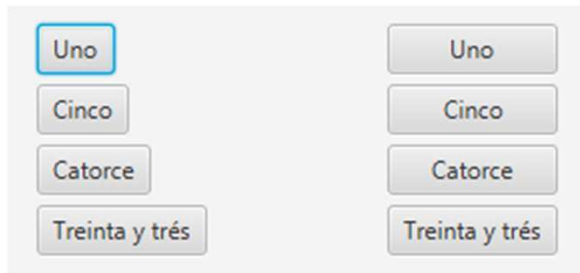 Uno Uno
Cinco Cinco
Catorce Catorce
Treinta y trés Treinta y trés